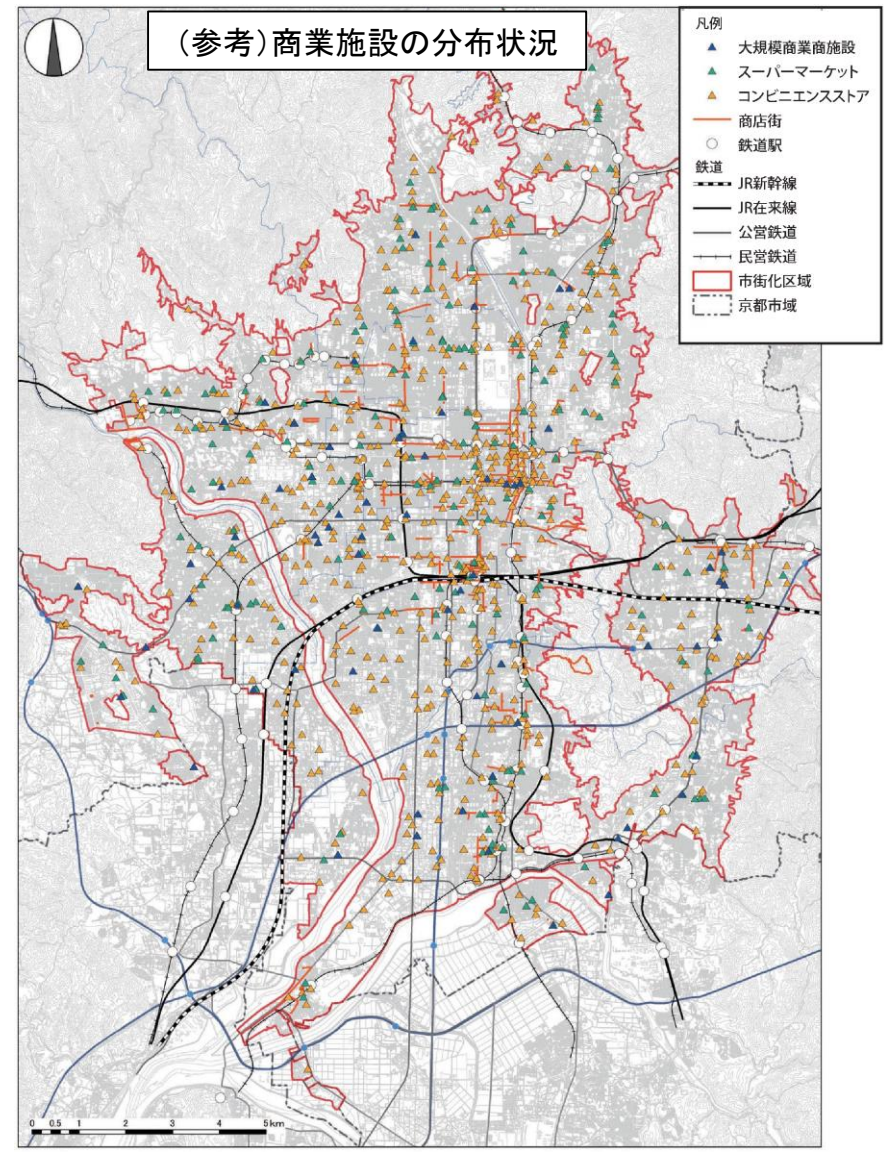 (参考)商業施設の分布状況
凡例
大規模商業商施設
スーパーマーケット
コンビニエンスストア
商店街
鉄道駅
鉄道
JR新幹線
JR在来線
公営鉄道
民営鉄道
市街化区域
京都市域
0 0.5 1 2 3 4 5km